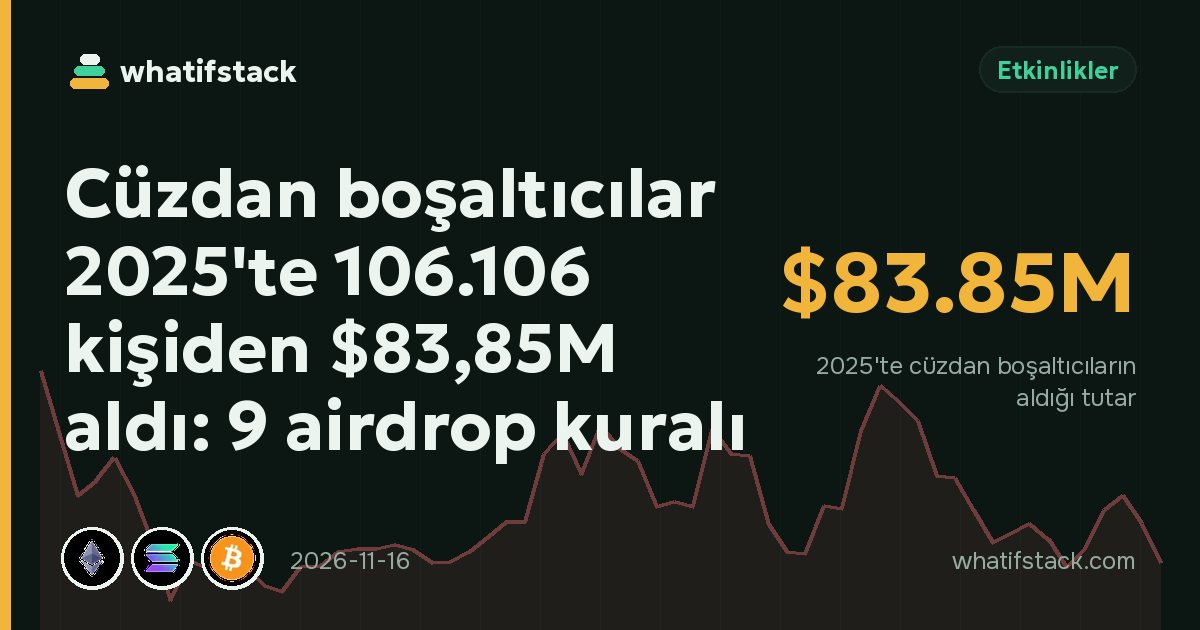 whatifstack
Etkinlikler
Cüzdan boşaltıcılar
2025'te 106.106
kişiden $83,85M
aldı: 9 airdrop kuralı
$83.85M
2025'te cüzdan boşaltıcıların
aldığı tutar
2026-11-16
whatifstack.com